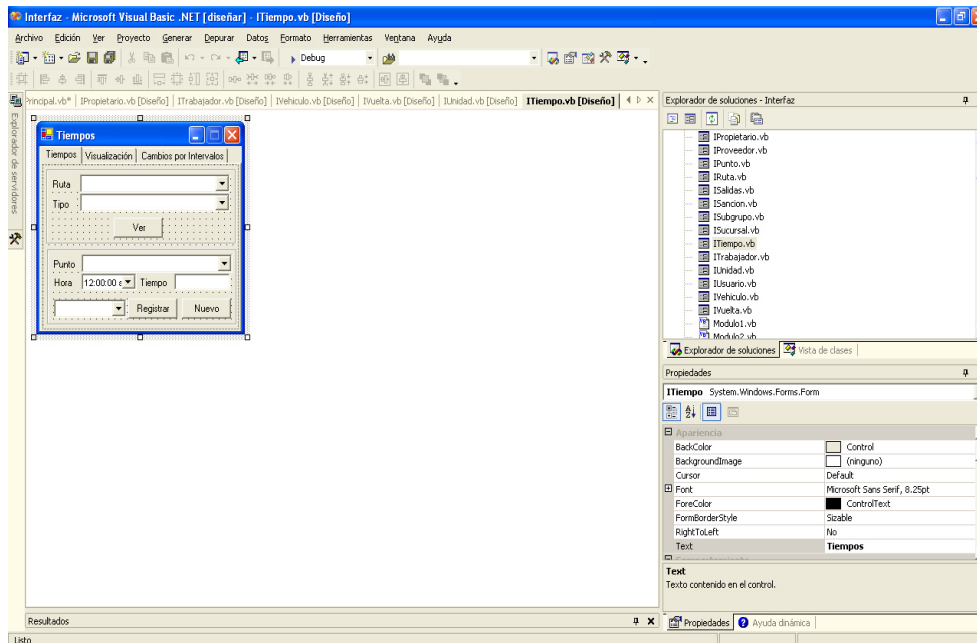 Interfaz - Microsoft Visual Basic .NET [diseñar] - ITiempo.vb [Diseño]
Archivo Edición Ver Proyecto Generar Depurar Datos Formato Herramientas Ventana Ayuda
Debug
Principal.vb* IPropietario.vb [Diseño] ITrabajador.vb [Diseño] IVehiculo.vb [Diseño] IVuelta.vb [Diseño] IUnidad.vb [Diseño] ITiempo.vb [Diseño]
Explorador de servidores
Tiempos
Tiempos Visualización Cambios por Intervalos
Ruta
Tipo
Ver
Punto
Hora 12:00:00 Tiempo
Registrar Nuevo
Explorador de soluciones - Interfaz
IPropietario.vb
IProveedor.vb
IPunto.vb
IRuta.vb
ISalidas.vb
ISancion.vb
ISubgrupo.vb
ISucursal.vb
ITiempo.vb
ITrabajador.vb
IUnidad.vb
IUsuario.vb
IVehiculo.vb
IVuelta.vb
Modulo1.vb
Modulo2.vb
Explorador de soluciones Vista de clases
Propiedades
ITiempo System.Windows.Forms.Form
Apariencia
BackColor Control
BackgroundImage (ninguno)
Cursor Default
Font Microsoft Sans Serif, 8.25pt
ForeColor ControlText
FormBorderStyle Sizable
RightToLeft No
Text Tiempos
Text
Texto contenido en el control.
Resultados
Propiedades Ayuda dinámica
Listo